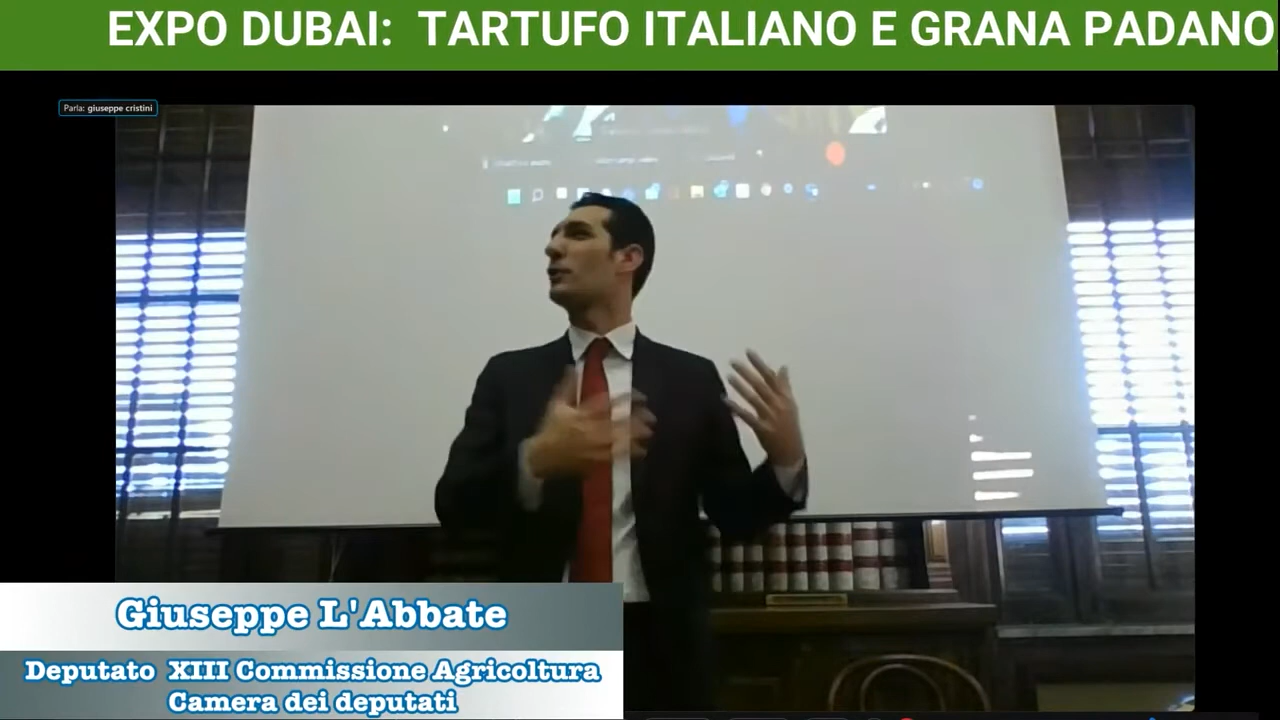 EXPO DUBAI: TARTUFO ITALIANO E GRANA PADANO
Parla: giuseppe cristini
Giuseppe L'Abbate
Deputato XIII Commissione Agricoltura
Camera dei deputati